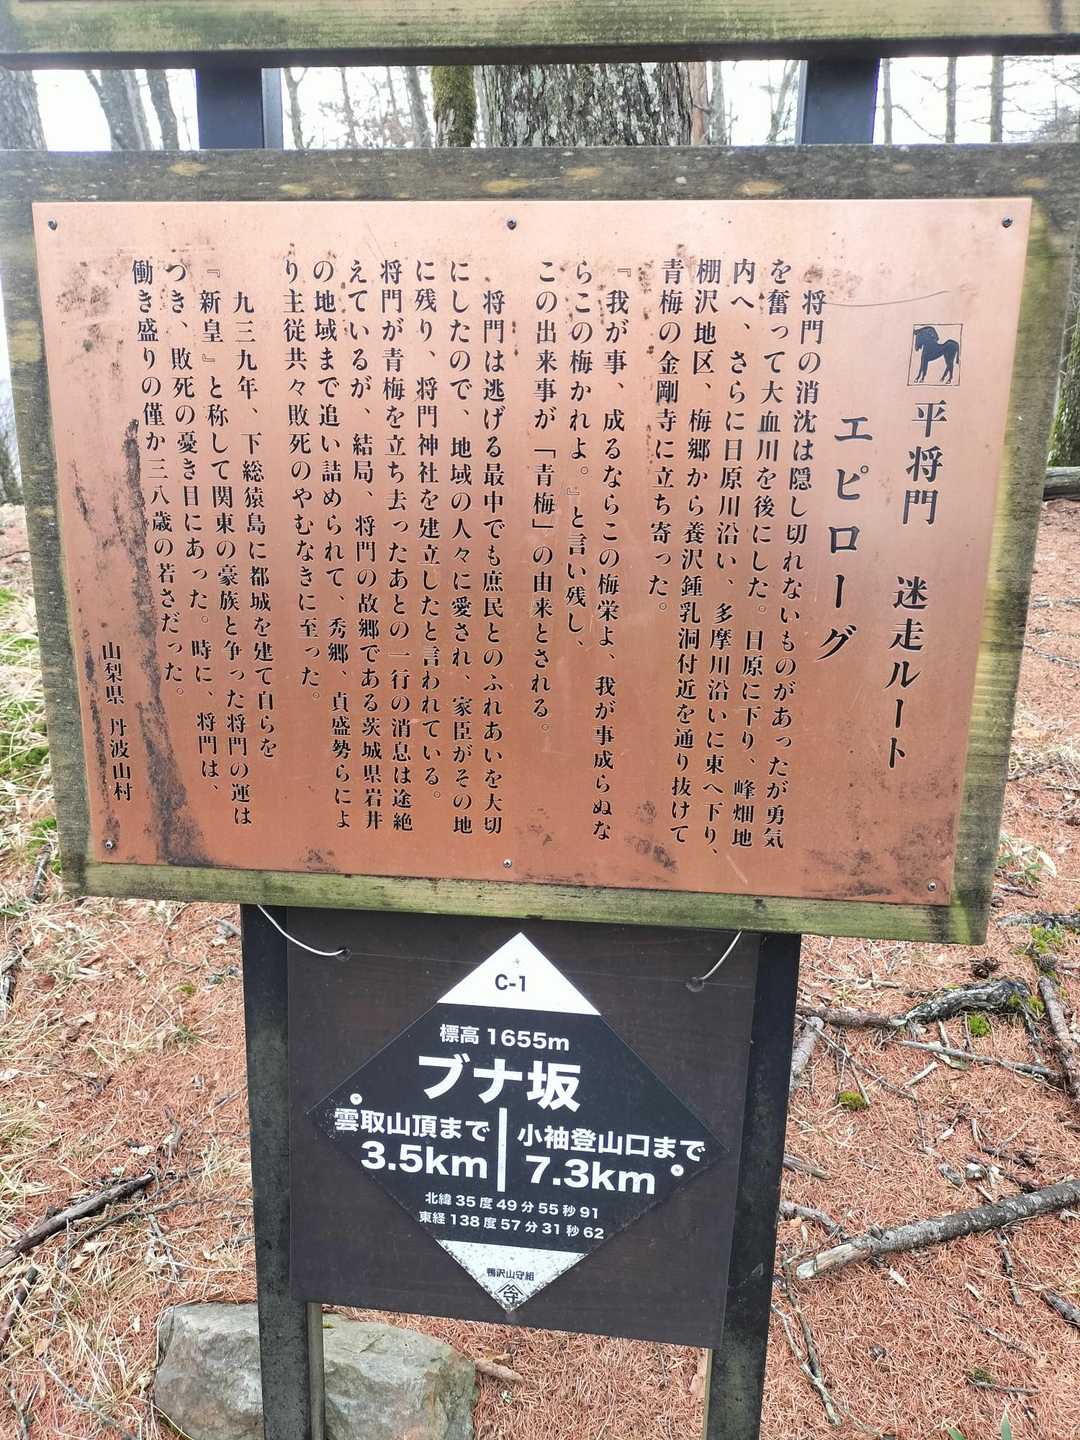 平将門　迷走ルート
エピローグ
将門の消沈は隠し切れないものがあったが勇気
を奮って大血川を後にした。日原に下り、峰畑地
内へ、さらに日原川沿い、多摩川沿いに東へ下り、
棚沢地区、梅郷から養沢鍾乳洞付近を通り抜けて
青梅の金剛寺に立ち寄った。
『我が事、成るならこの梅栄よ、我が事成らぬな
らこの梅かれよ。』と言い残し、
この出来事が「青梅」の由来とされる。
将門は逃げる最中でも庶民とのふれあいを大切
にしたので、地域の人々に愛され、家臣がその地
に残り、将門神社を建立したと言われている。
将門が青梅を立ち去ったあとの一行の消息は途絶
えているが、結局、将門の故郷である茨城県岩井
の地域まで追い詰められて、秀郷、貞盛勢らによ
り主従共々敗死のやむなきに至った。
九三九年、下総猿島に都城を建て自らを
『新皇』と称して関東の豪族と争った将門の運は
つき、敗死の憂き目にあった。時に、将門は、
働き盛りの僅か三八歳の若さだった。
山梨県 丹波山村
C-1
標高 1655m
ブナ坂
雲取山頂まで
3.5km
小袖登山口まで
7.3km
北緯 35 度 49 分 55 秒 91
東経 138 度 57 分 31 秒 62
鴨沢山守組